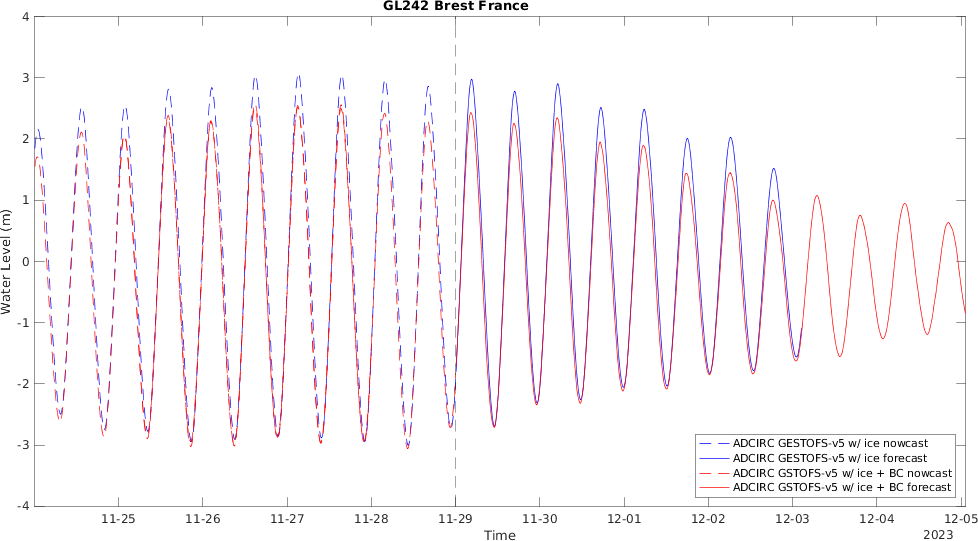 GL242 Brest France
4
3
2
1
0
-1
-2
-3
-4
Water Level (m)
ADCIRC GESTOFS-v5 w/ ice nowcast
ADCIRC GESTOFS-v5 w/ ice forecast
ADCIRC GSTOFS-v5 w/ ice + BC nowcast
ADCIRC GSTOFS-v5 w/ ice + BC forecast
11-25 11-26 11-27 11-28 11-29 11-30 12-01 12-02 12-03 12-04 12-05
Time
2023